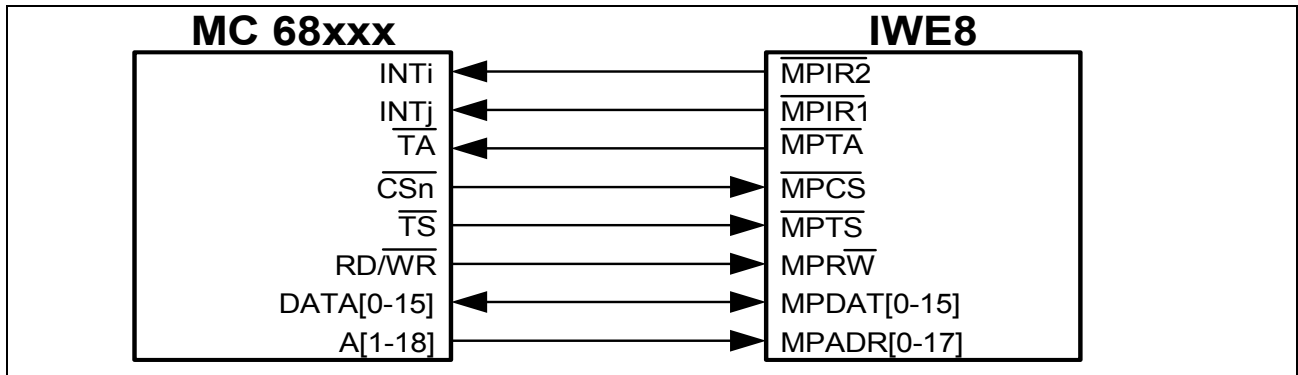 MC 68xxx IWE8
INTi MPIR2
INTj MPIR1
TA MPTA
CSn MPCS
TS MPTS
RD/WR MPRW
DATA[0-15] MPDAT[0-15]
A[1-18] MPADR[0-17]